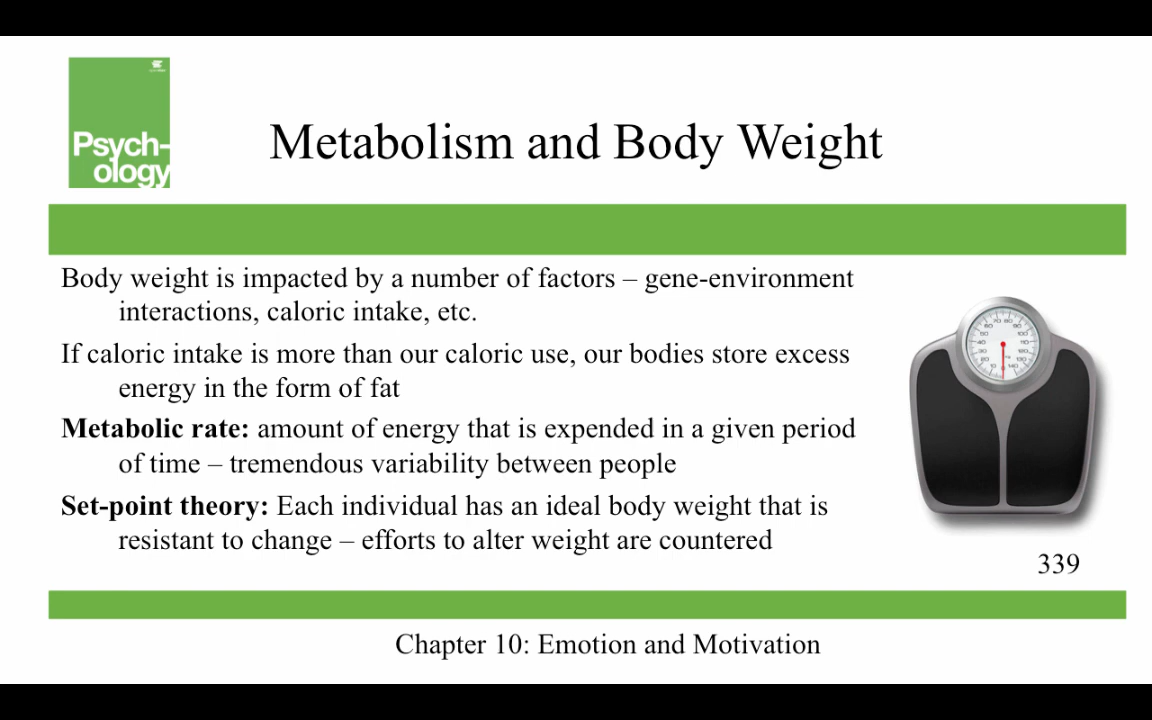 Psych-
ology
Metabolism and Body Weight
Body weight is impacted by a number of factors – gene-environment
interactions, caloric intake, etc.
If caloric intake is more than our caloric use, our bodies store excess
energy in the form of fat
Metabolic rate: amount of energy that is expended in a given period
of time – tremendous variability between people
Set-point theory: Each individual has an ideal body weight that is
resistant to change – efforts to alter weight are countered
339
Chapter 10: Emotion and Motivation